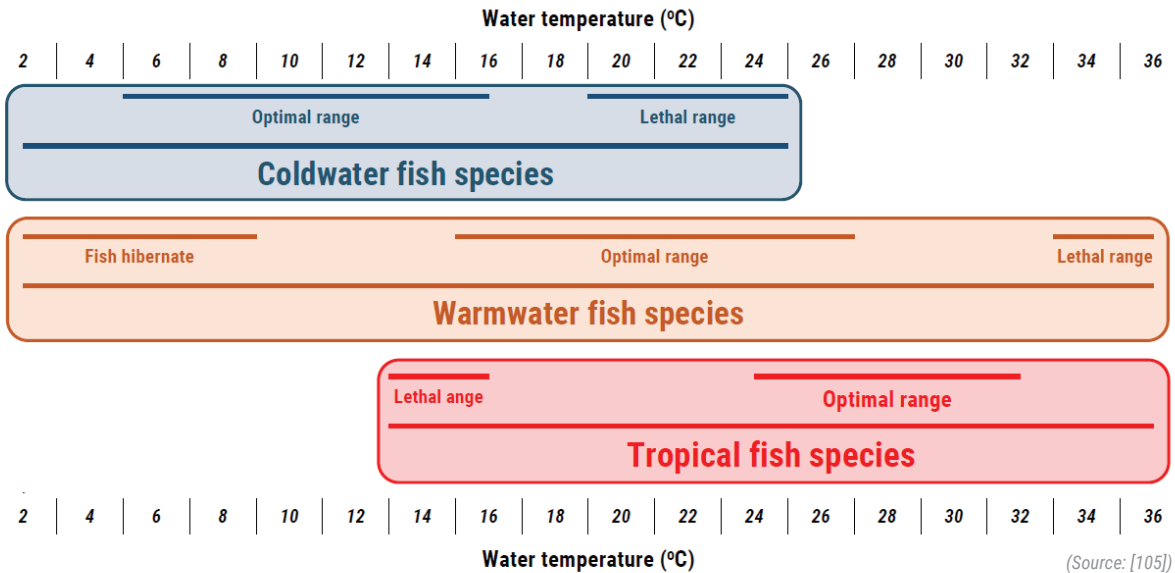 Water temperature (ºC)
2 4 6 8 10 12 14 16 18 20 22 24 26 28 30 32 34 36
Optimal range Lethal range
Coldwater fish species
Fish hibernate Optimal range Lethal range
Warmwater fish species
Lethal ange Optimal range
Tropical fish species
2 4 6 8 10 12 14 16 18 20 22 24 26 28 30 32 34 36
Water temperature (ºC)
(Source: [105])